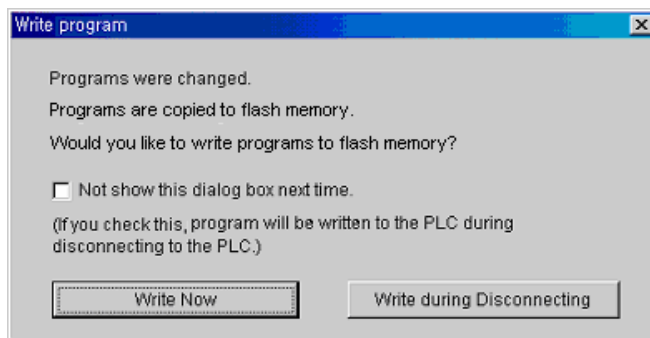 Write program
Programs were changed.
Programs are copied to flash memory.
Would you like to write programs to flash memory?
Not show this dialog box next time.
(If you check this, program will be written to the PLC during
disconnecting to the PLC.)
Write Now
Write during Disconnecting